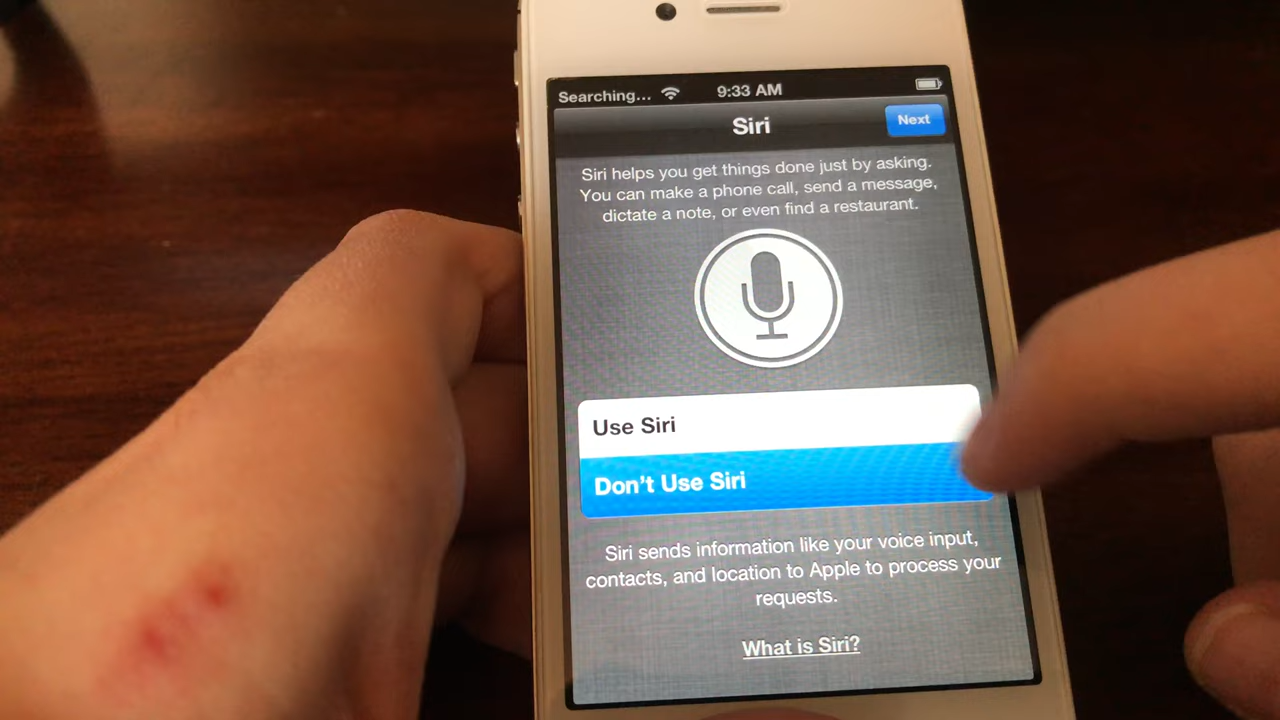 Searching... 9:33 AM
Siri Next
Siri helps you get things done just by asking.
You can make a phone call, send a message,
dictate a note, or even find a restaurant.
Use Siri
Don't Use Siri
Siri sends information like your voice input,
contacts, and location to Apple to process your
requests.
What is Siri?